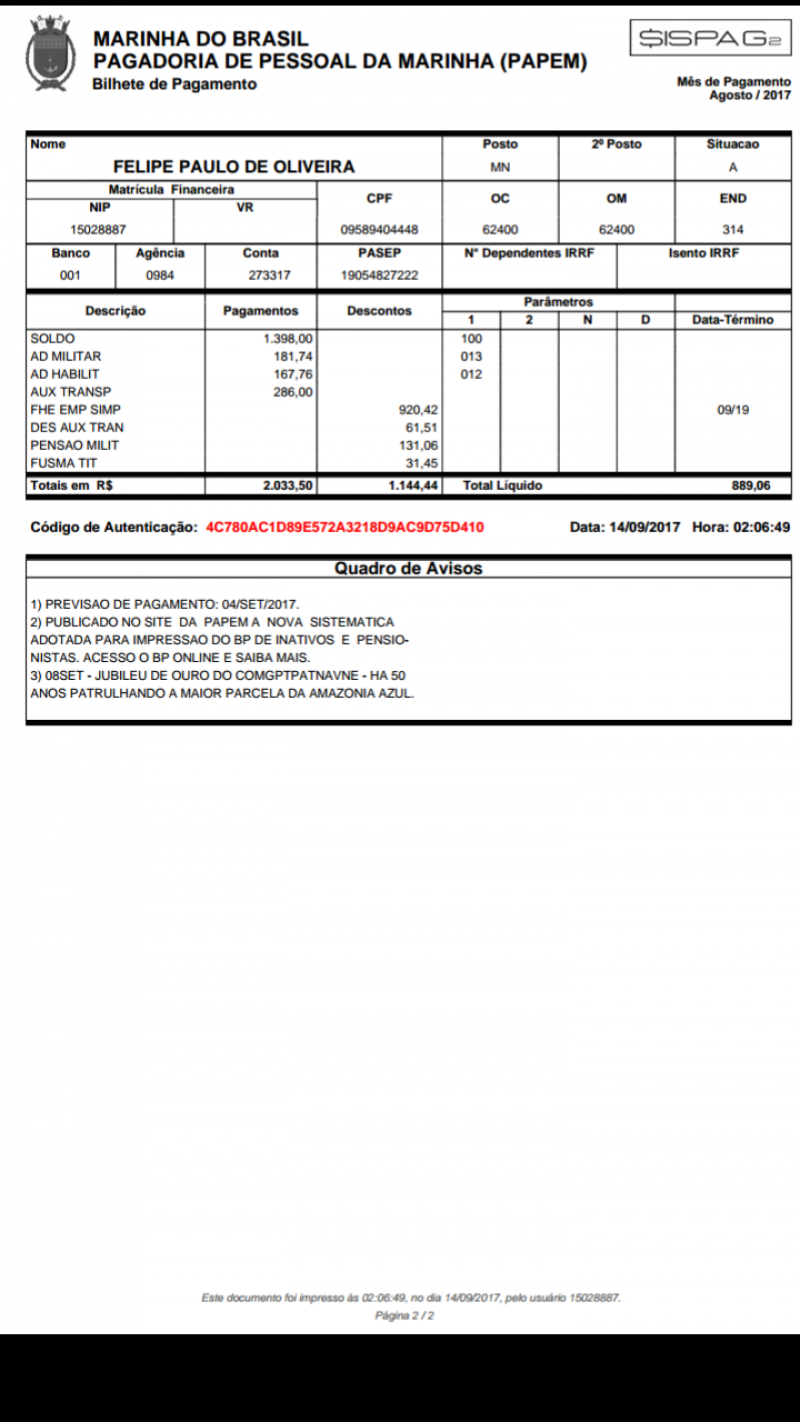 MARINHA DO BRASIL
PAGADORIA DE PESSOAL DA MARINHA (PAPEM)
Bilhete de Pagamento
$ISPAG2
Mês de Pagamento
Agosto / 2017
Nome Posto 2º Posto Situacao
FELIPE PAULO DE OLIVEIRA MN A
Matrícula Financeira
NIP VR CPF OC OM END
15028887 09589404448 62400 62400 314
Banco Agência Conta PASEP N° Dependentes IRRF Isento IRRF
001 0984 273317 19054827222
Descrição Pagamentos Descontos Parâmetros
1 2 N D Data-Término
SOLDO 1.398,00 100
AD MILITAR 181,74 013
AD HABILIT 167,76 012
AUX TRANSP 286,00
FHE EMP SIMP 920,42 09/19
DES AUX TRAN 61,51
PENSAO MILIT 131,06
FUSMA TIT 31,45
Totais em R$ 2.033,50 1.144,44 Total Líquido 889,06
Código de Autenticação: 4C780AC1D89E572A3218D9AC9D75D410 Data: 14/09/2017 Hora: 02:06:49
Quadro de Avisos
1) PREVISAO DE PAGAMENTO: 04/SET/2017.
2) PUBLICADO NO SITE DA PAPEM A NOVA SISTEMATICA
ADOTADA PARA IMPRESSAO DO BP DE INATIVOS E PENSIO-
NISTAS. ACESSO O BP ONLINE E SAIBA MAIS.
3) 08SET - JUBILEU DE OURO DO COMGPTPATNAVNE - HA 50
ANOS PATRULHANDO A MAIOR PARCELA DA AMAZONIA AZUL.
Este documento foi impresso às 02:06:49, no dia 14/09/2017, pelo usuário 15028887.
Página 2 / 2